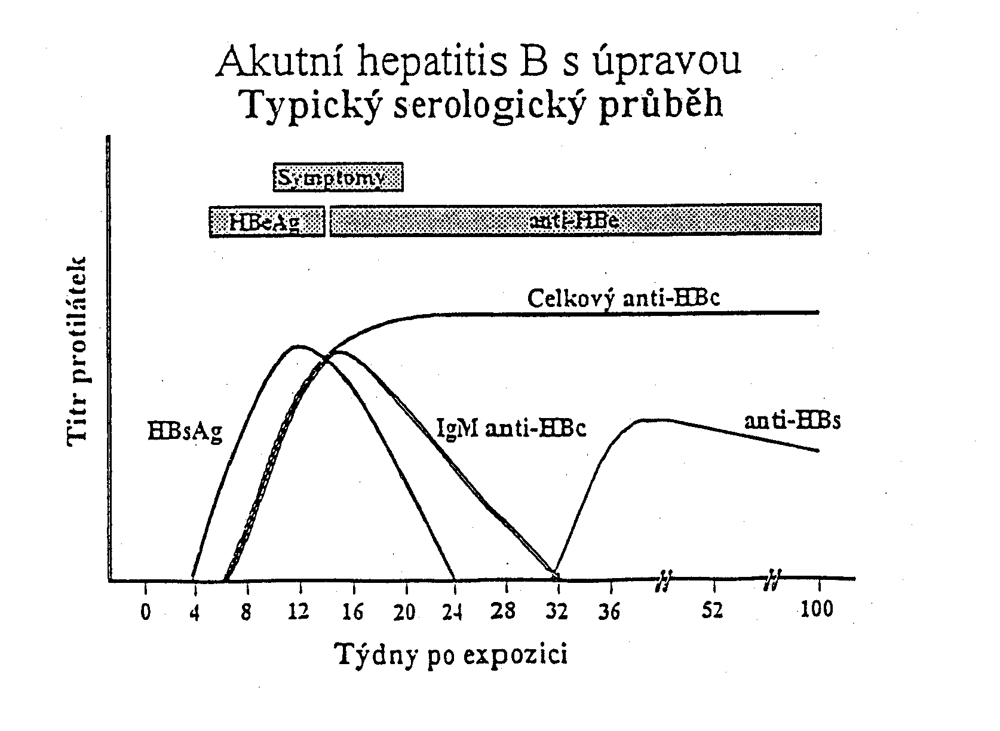 Akutní hepatitis B s úpravou
Typický serologický průběh
Symptomy
HBeAg
anti-HBe
Titr protilátek
Celkový anti-HBc
HBsAg
IgM anti-HBc
anti-HBs
0 4 8 12 16 20 24 28 32 36 52 100
Týdny po expozici